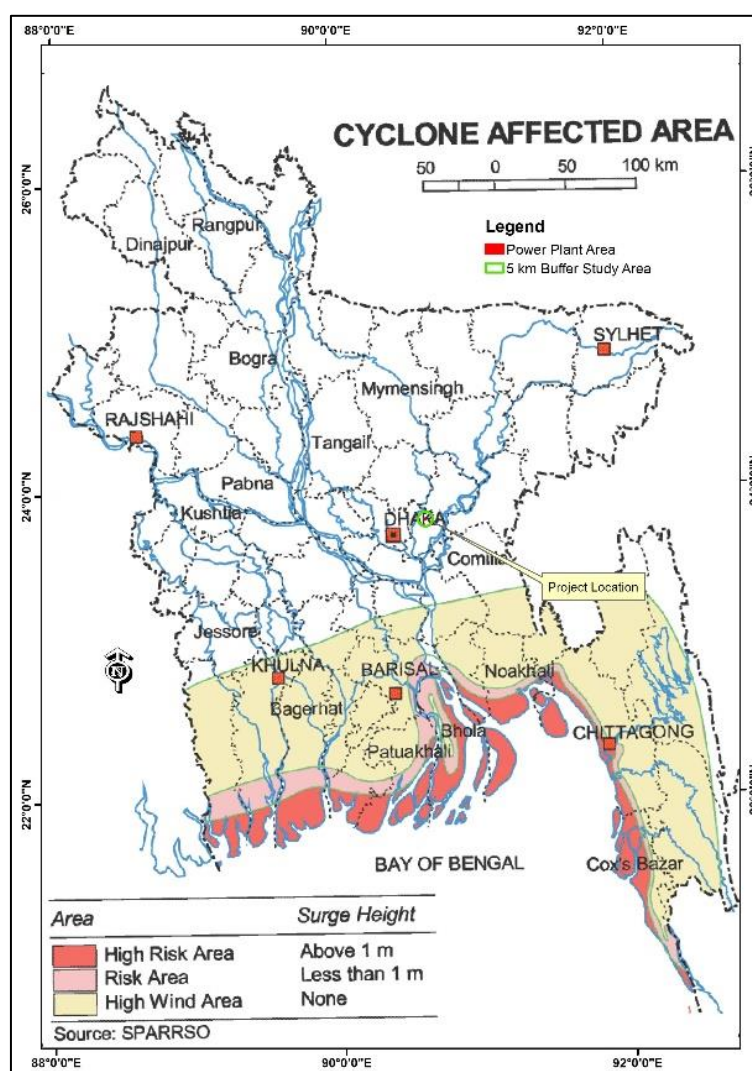 88°0'0"E 90°0'0"E 92°0'0"E
CYCLONE AFFECTED AREA
50 0 50 100 km
26°0'0"N
Legend
Power Plant Area
5 km Buffer Study Area
Rangpur
Dinajpur
SYLHET
Bogra
Mymensingh
RAJSHAHI
Tangail
Pabna
24°0'0"N
Kushtia
DHAKA
Comilla
Project Location
Jessore
N
KHULNA
BARISAL
Noakhali
Bagerhat
Bhola
CHITTAGONG
Patuakhali
22°0'0"N
BAY OF BENGAL
Cox's Bazar
Area Surge Height
High Risk Area Above 1 m
Risk Area Less than 1 m
High Wind Area None
Source: SPARRSO
88°0'0"E 90°0'0"E 92°0'0"E